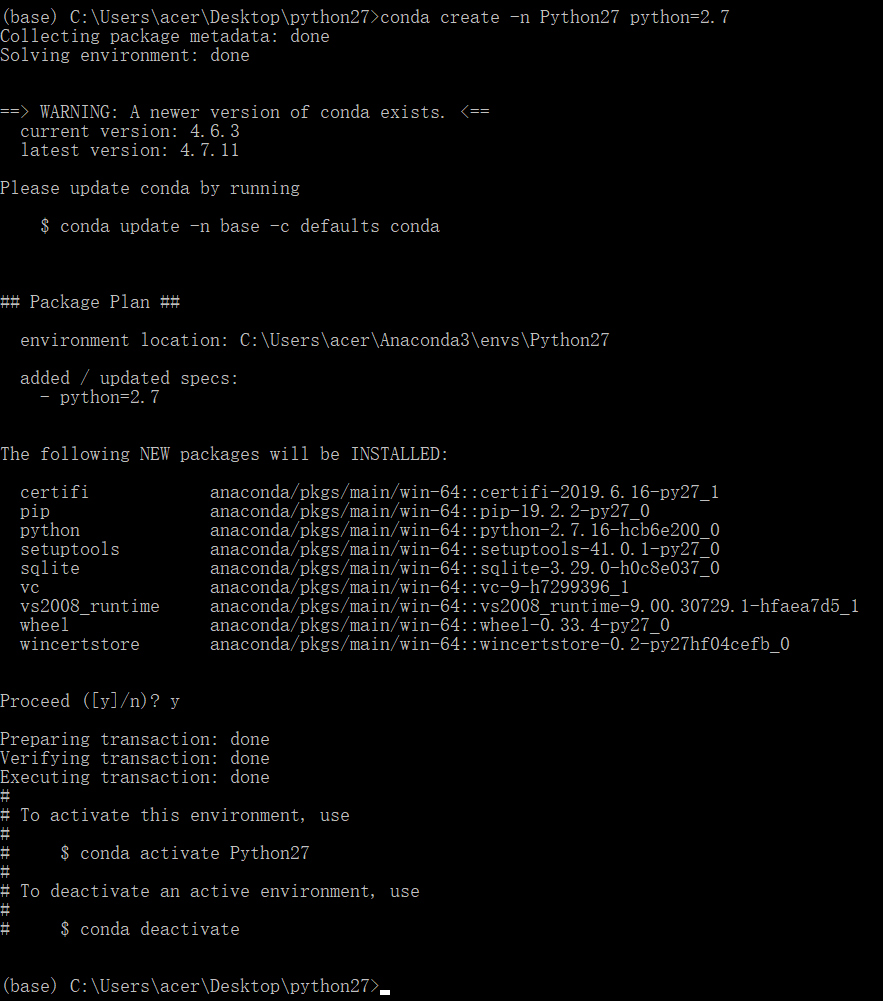 (base) C:\Users\acer\Desktop\python27>conda create -n Python27 python=2.7
Collecting package metadata: done
Solving environment: done
==> WARNING: A newer version of conda exists. <==
current version: 4.6.3
latest version: 4.7.11
Please update conda by running
$ conda update -n base -c defaults conda
## Package Plan ##
environment location: C:\Users\acer\Anaconda3\envs\Python27
added / updated specs:
- python=2.7
The following NEW packages will be INSTALLED:
certifi anaconda/pkgs/main/win-64::certifi-2019.6.16-py27_1
pip anaconda/pkgs/main/win-64::pip-19.2.2-py27_0
python anaconda/pkgs/main/win-64::python-2.7.16-hcb6e200_0
setuptools anaconda/pkgs/main/win-64::setuptools-41.0.1-py27_0
sqlite anaconda/pkgs/main/win-64::sqlite-3.29.0-h0c8e037_0
vc anaconda/pkgs/main/win-64::vc-9-h7299396_1
vs2008_runtime anaconda/pkgs/main/win-64::vs2008_runtime-9.00.30729.1-hfaea7d5_1
wheel anaconda/pkgs/main/win-64::wheel-0.33.4-py27_0
wincertstore anaconda/pkgs/main/win-64::wincertstore-0.2-py27hf04cefb_0
Proceed ([y]/n)? y
Preparing transaction: done
Verifying transaction: done
Executing transaction: done
#
# To activate this environment, use
#
# $ conda activate Python27
#
# To deactivate an active environment, use
#
# $ conda deactivate
(base) C:\Users\acer\Desktop\python27>